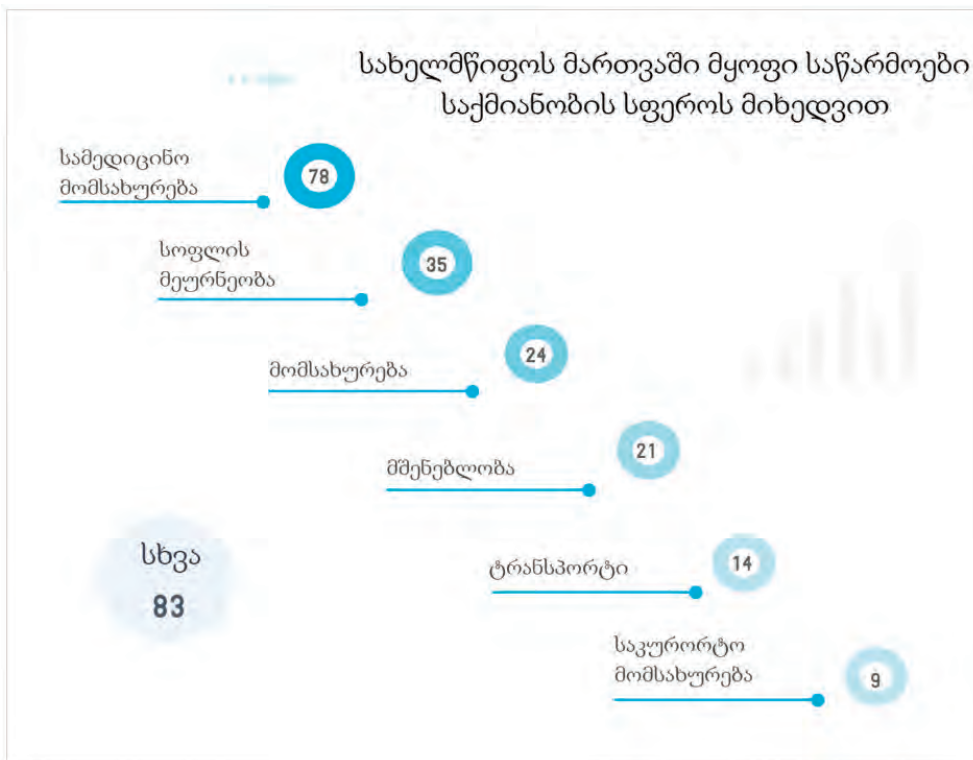 სახელმწიფოს მართვაში მყოფი საწარმოები
საქმიანობის სფეროს მიხედვით
სამედიცინო
მომსახურება
78
სოფლის
მეურნეობა
35
მომსახურება
24
მშენებლობა
21
ტრანსპორტი
14
საკურორტო
მომსახურება
9
სხვა
83